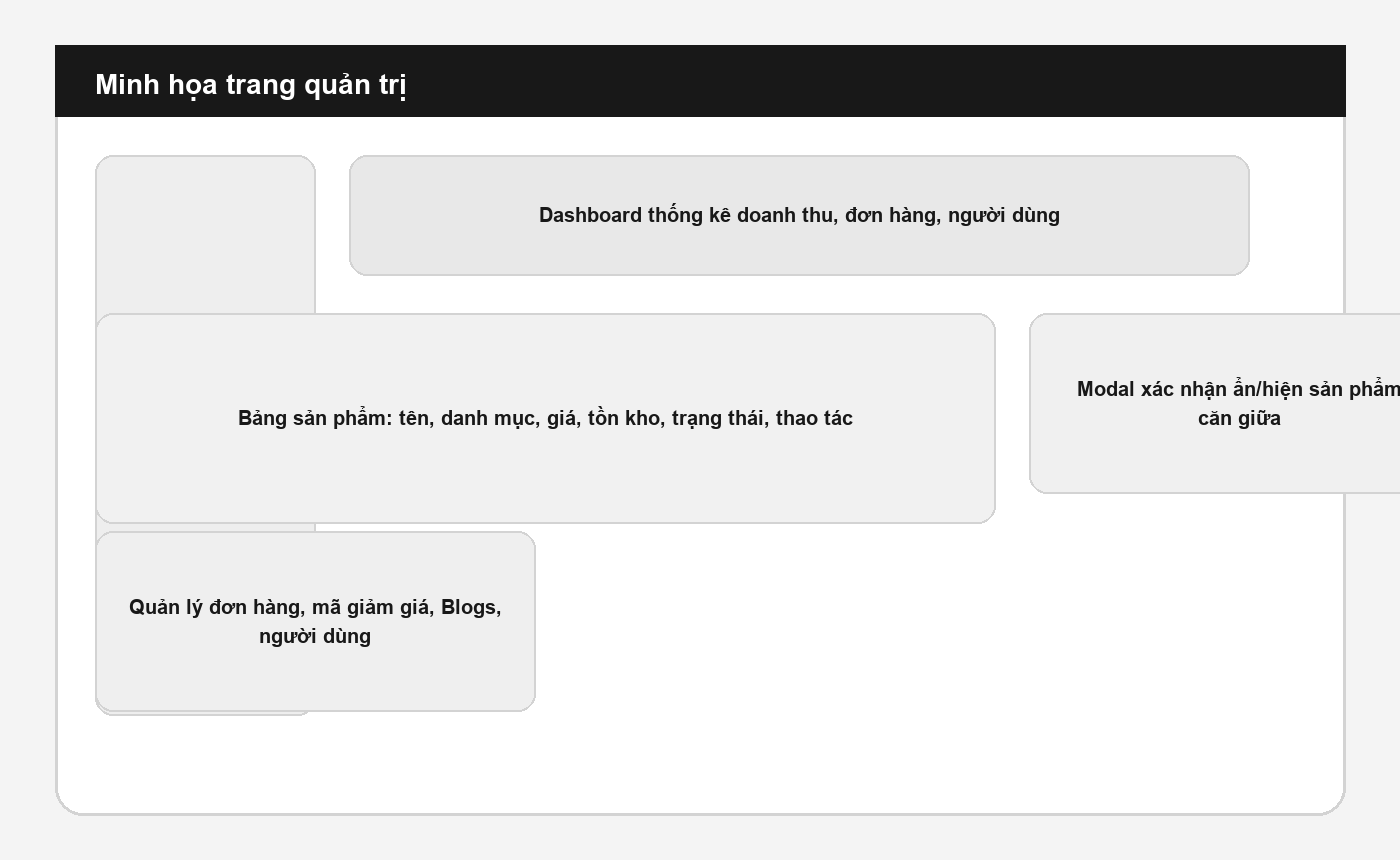 Minh họa trang quản trị
Dashboard thống kê doanh thu, đơn hàng, người dùng
Bảng sản phẩm: tên, danh mục, giá, tồn kho, trạng thái, thao tác
Modal xác nhận ẩn/hiện sản phẩm
căn giữa
Quản lý đơn hàng, mã giảm giá, Blogs,
người dùng